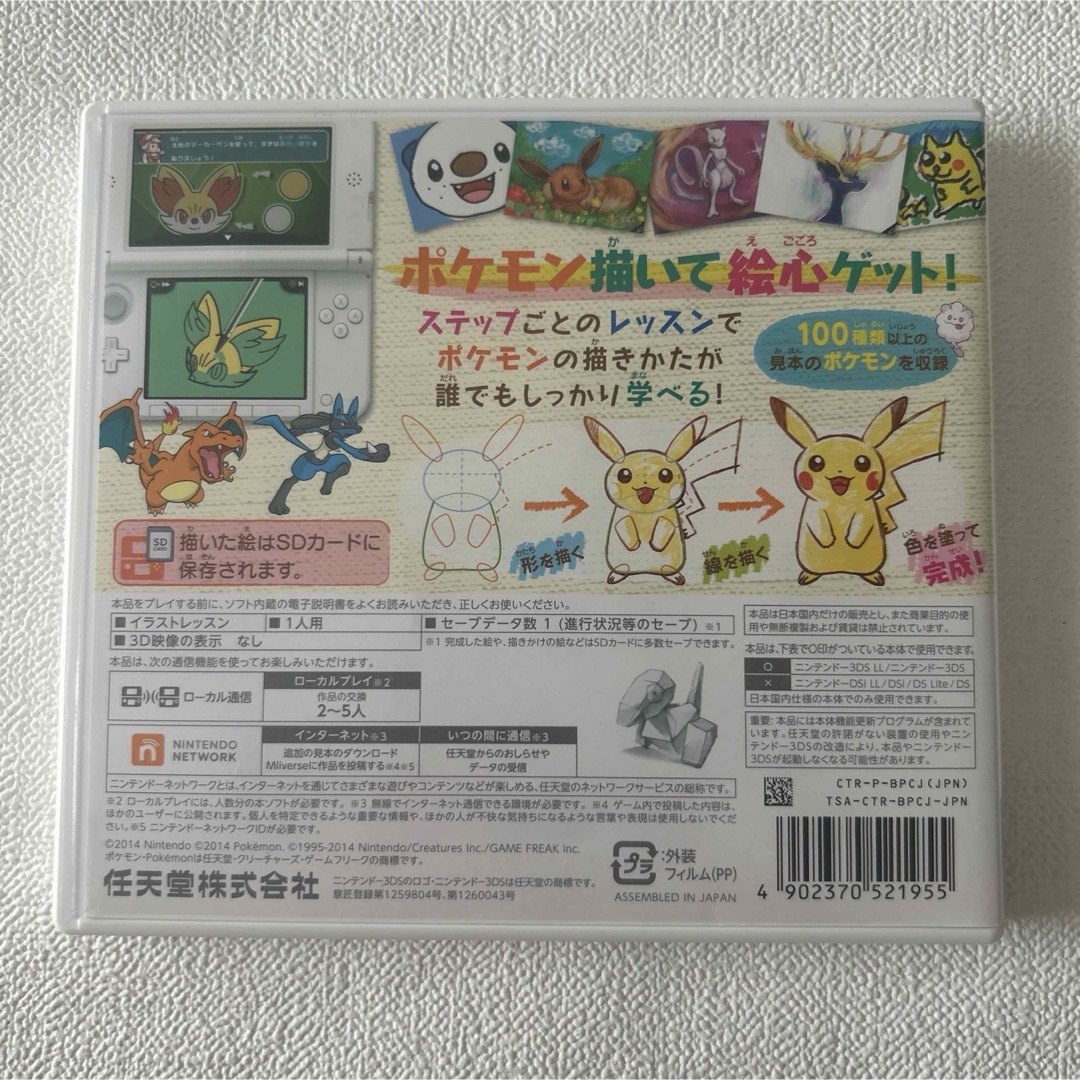 ポケモン描いて絵心ゲット!
ステップごとのレッスンで
ポケモンの描きかたが
誰でもしっかり学べる!
100種類以上の
見本のポケモンを収録
形を描く
線を描く
色を塗って
完成!
SD CARD
描いた絵はSDカードに
保存されます。
本品をプレイする前に、ソフト内蔵の電子説明書をよくお読みいただき、正しくお使いください。
■イラストレッスン ■1人用 ■セーブデータ数 1(進行状況等のセーブ)※1
■3D映像の表示 なし ※1 完成した絵や、描きかけの絵などはSDカードに多数セーブできます。
本品は、次の通信機能を使ってお楽しみいただけます。
ローカル通信
ローカルプレイ※2
作品の交換
2〜5人
NINTENDO NETWORK
インターネット※3
追加の見本のダウンロード
Miiverseに作品を投稿する※4※5
いつの間に通信※3
任天堂からのおしらせや
データの受信
ニンテンドーネットワークとは、インターネットを通じてさまざまな遊びやコンテンツなどが楽しめる、任天堂のネットワークサービスの総称です。
※2 ローカルプレイには、人数分の本ソフトが必要です。 ※3 無線でインターネット通信できる環境が必要です。 ※4 ゲーム内で投稿した内容は、
ほかのユーザーに公開されます。個人を特定できるような重要な情報や、ほかの人が不快な気持ちになるような言葉や表現は使用しないでく
ださい。※5 ニンテンドーネットワークIDが必要です。
©2014 Nintendo ©2014 Pokémon. ©1995-2014 Nintendo/Creatures Inc./GAME FREAK inc.
ポケモン・Pokémonは任天堂・クリーチャーズ・ゲームフリークの商標です。
任天堂株式会社
ニンテンドー3DSのロゴ・ニンテンドー3DSは任天堂の商標です。
意匠登録第1259804号、第1260043号
本品は日本国内だけの販売とし、また商業目的の使
用や無断複製および賃貸は禁止されています。
本品は、下表で○印がついている本体で使用できます。
○ ニンテンドー3DS LL/ニンテンドー3DS
× ニンテンドーDSi LL/DSi/DS Lite/DS
日本国内仕様の本体でのみ使用できます。
重要: 本品には本体機能更新プログラムが含まれて
います。任天堂の許諾がない装置の使用やニン
テンドー3DSの改造により、本品やニンテンドー
3DSが起動しなくなる可能性があります。
CTR-P-BPCJ(JPN)
TSA-CTR-BPCJ-JPN
プラ
:外装
フィルム(PP)
ASSEMBLED IN JAPAN
4 902370 521955